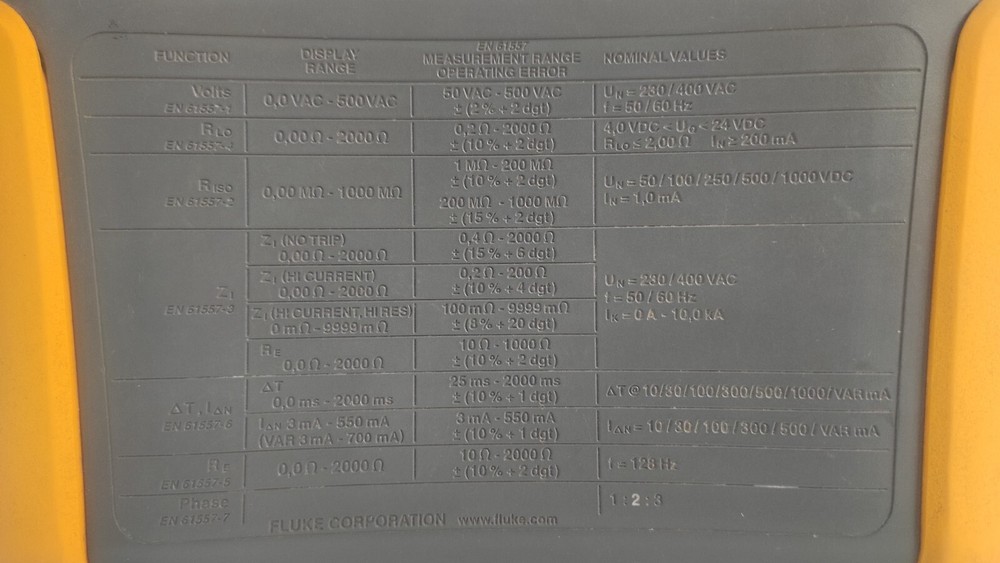 FUNCTION
DISPLAY RANGE
EN 61557
MEASUREMENT RANGE
OPERATING ERROR
NOMINAL VALUES
Volts
EN 61557-1
0,0 VAC - 500 VAC
50 VAC - 500 VAC
± (2 % + 2 dgt)
UN = 230 / 400 VAC
f = 50 / 60 Hz
RLO
EN 61557-4
0,00 Ω - 2000 Ω
0,2 Ω - 2000 Ω
± (10 % + 2 dgt)
4,0 VDC < UQ < 24 VDC
RLO ≤ 2,00 Ω IN ≥ 200 mA
RISO
EN 61557-2
0,00 MΩ - 1000 MΩ
1 MΩ - 200 MΩ
± (10 % + 2 dgt)
200 MΩ - 1000 MΩ
± (15 % + 2 dgt)
UN = 50 / 100 / 250 / 500 / 1000 VDC
IN = 1,0 mA
ZI
EN 61557-3
ZI (NO TRIP)
0,00 Ω - 2000 Ω
0,4 Ω - 2000 Ω
± (15 % + 6 dgt)
ZI (HI CURRENT)
0,00 Ω - 2000 Ω
0,2 Ω - 200 Ω
± (10 % + 4 dgt)
ZI (HI CURRENT, HI RES)
0 mΩ - 9999 mΩ
100 mΩ - 9999 mΩ
± (8 % + 20 dgt)
RE
0,0 Ω - 2000 Ω
10 Ω - 1000 Ω
± (10 % + 2 dgt)
UN = 230 / 400 VAC
f = 50 / 60 Hz
IK = 0 A - 10,0 kA
ΔT, IΔN
EN 61557-6
ΔT
0,0 ms - 2000 ms
25 ms - 2000 ms
± (10 % + 1 dgt)
ΔT @ 10/30/100/300/500/1000/VAR mA
IΔN 3 mA - 550 mA
(VAR 3 mA - 700 mA)
3 mA - 550 mA
± (10 % + 1 dgt)
IΔN = 10 / 30 / 100 / 300 / 500 / VAR mA
RE
EN 61557-5
0,0 Ω - 2000 Ω
10 Ω - 2000 Ω
± (10 % + 2 dgt)
f = 128 Hz
Phase
EN 61557-7
1 : 2 : 3
FLUKE CORPORATION www.fluke.com